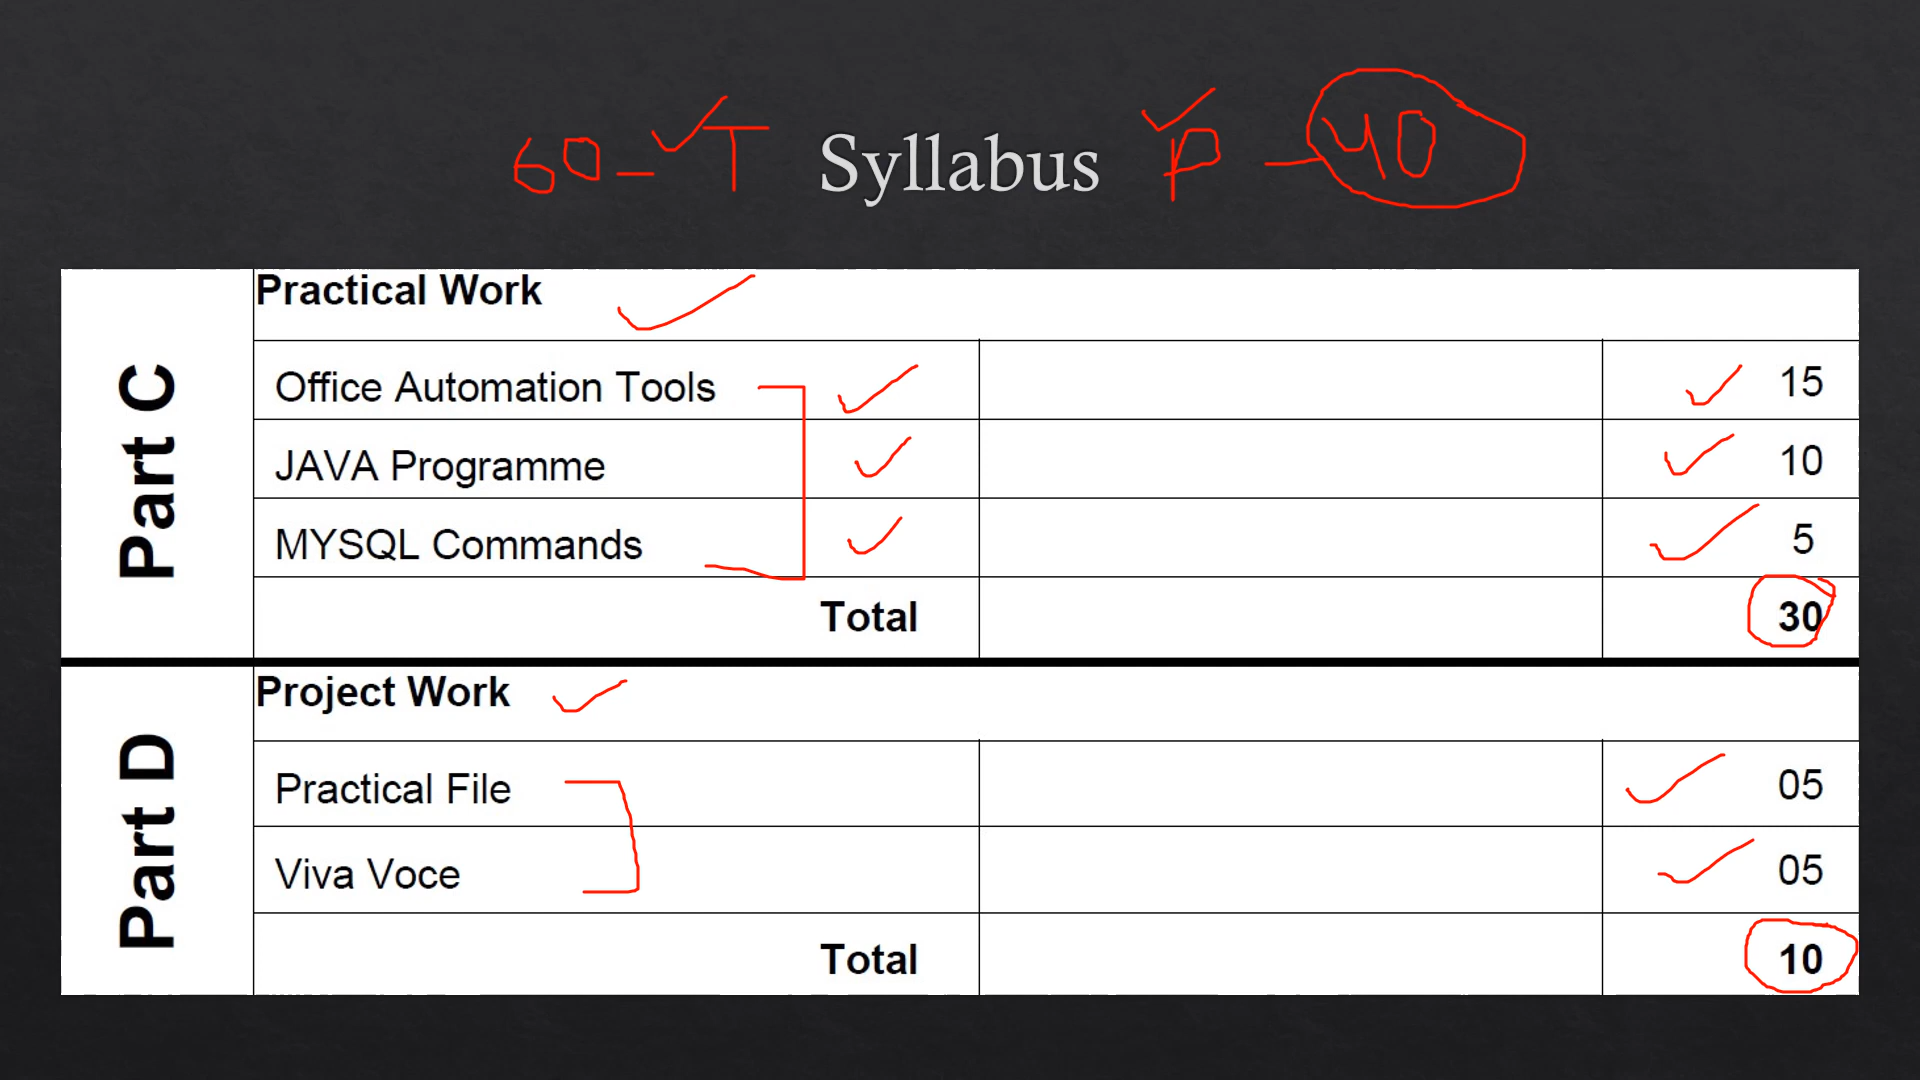 60 - T Syllabus P - 40
Part C
Practical Work
Office Automation Tools 15
JAVA Programme 10
MYSQL Commands 5
Total 30
Part D
Project Work
Practical File 05
Viva Voce 05
Total 10